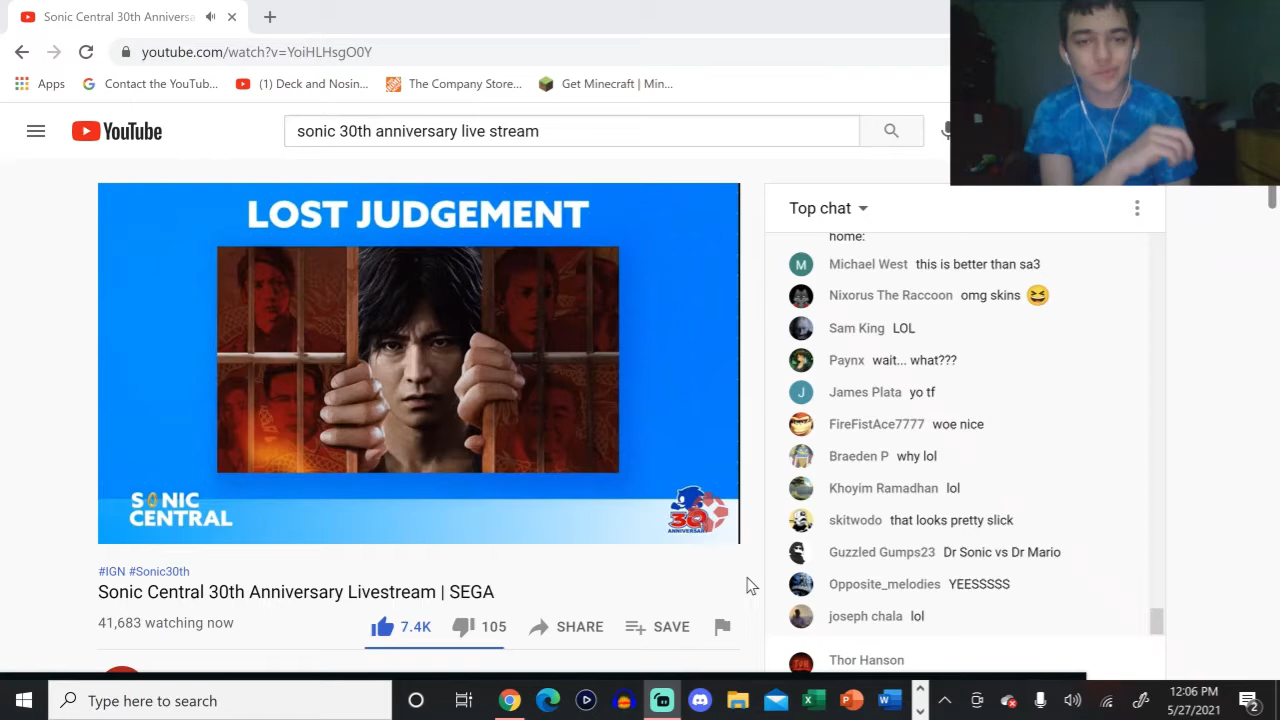 Sonic Central 30th Anniversa
youtube.com/watch?v=YoiHLHsgO0Y
Apps
Contact the YouTub...
(1) Deck and Nosin...
The Company Store...
Get Minecraft | Min...
YouTube
sonic 30th anniversary live stream
LOST JUDGEMENT
SONIC
CENTRAL
30
ANNIVERSARY
#IGN #Sonic30th
Sonic Central 30th Anniversary Livestream | SEGA
41,683 watching now
7.4K
105
SHARE
SAVE
Top chat
home:
M Michael West this is better than sa3
Nixorus The Raccoon omg skins 😆
Sam King LOL
Paynx wait... what???
J James Plata yo tf
FireFistAce7777 woe nice
Braeden P why lol
Khoyim Ramadhan lol
skitwodo that looks pretty slick
Guzzled Gumps23 Dr Sonic vs Dr Mario
Opposite_melodies YEESSSSS
joseph chala lol
Thor Hanson
Type here to search
12:06 PM
5/27/2021
2